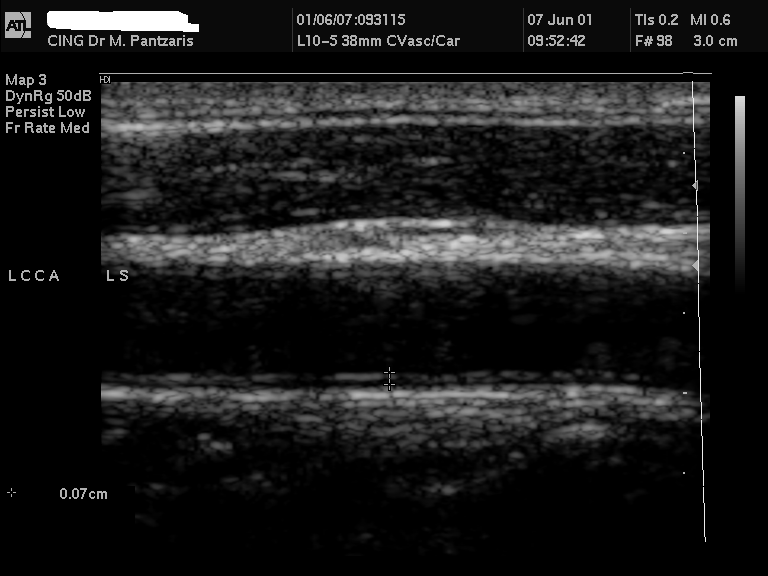 ATL
CING Dr M. Pantzaris
01/06/07:093115
L10-5 38mm CVasc/Car
07 Jun 01
09:52:42
TIs 0.2 MI 0.6
F# 98 3.0 cm
Map 3
DynRg 50dB
Persist Low
Fr Rate Med
HDI
LCCA LS
0.07cm